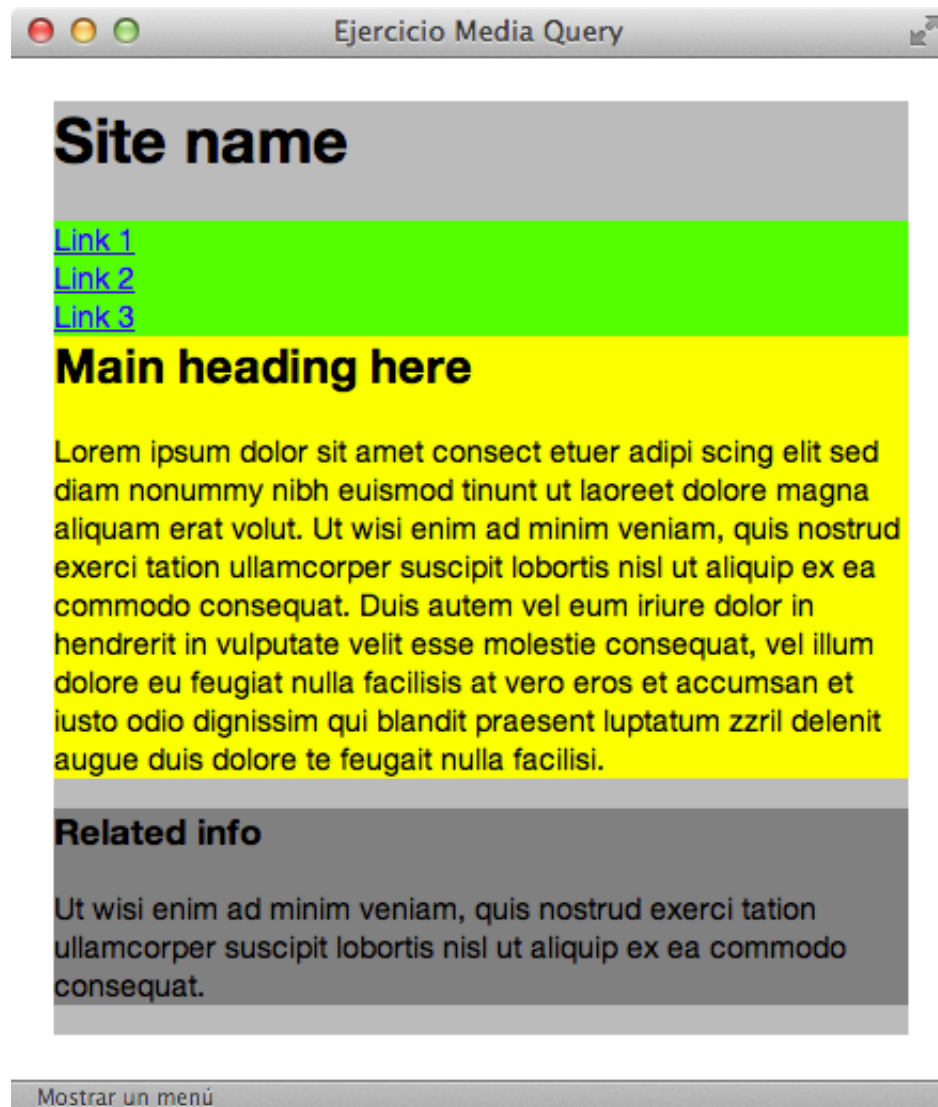 Ejercicio Media Query
Site name
Link 1
Link 2
Link 3
Main heading here
Lorem ipsum dolor sit amet consect etuer adipi scing elit sed
diam nonummy nibh euismod tinunt ut laoreet dolore magna
aliquam erat volut. Ut wisi enim ad minim veniam, quis nostrud
exerci tation ullamcorper suscipit lobortis nisl ut aliquip ex ea
commodo consequat. Duis autem vel eum iriure dolor in
hendrerit in vulputate velit esse molestie consequat, vel illum
dolore eu feugiat nulla facilisis at vero eros et accumsan et
iusto odio dignissim qui blandit praesent luptatum zzril delenit
augue duis dolore te feugait nulla facilisi.
Related info
Ut wisi enim ad minim veniam, quis nostrud exerci tation
ullamcorper suscipit lobortis nisl ut aliquip ex ea commodo
consequat.
Mostrar un menú